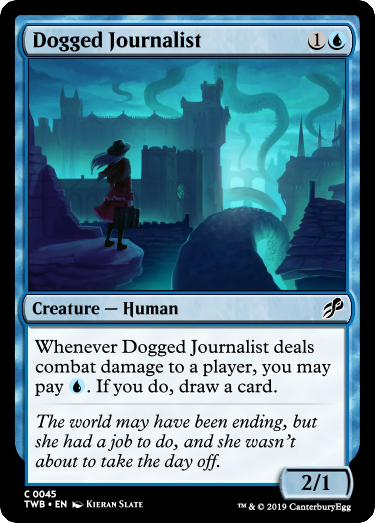 Dogged Journalist 1
Creature — Human
Whenever Dogged Journalist deals
combat damage to a player, you may
pay . If you do, draw a card.
The world may have been ending, but
she had a job to do, and she wasn't
about to take the day off.
2/1
C 0045
TWB • EN Kieran Slate
™ & © 2019 CanterburyEgg